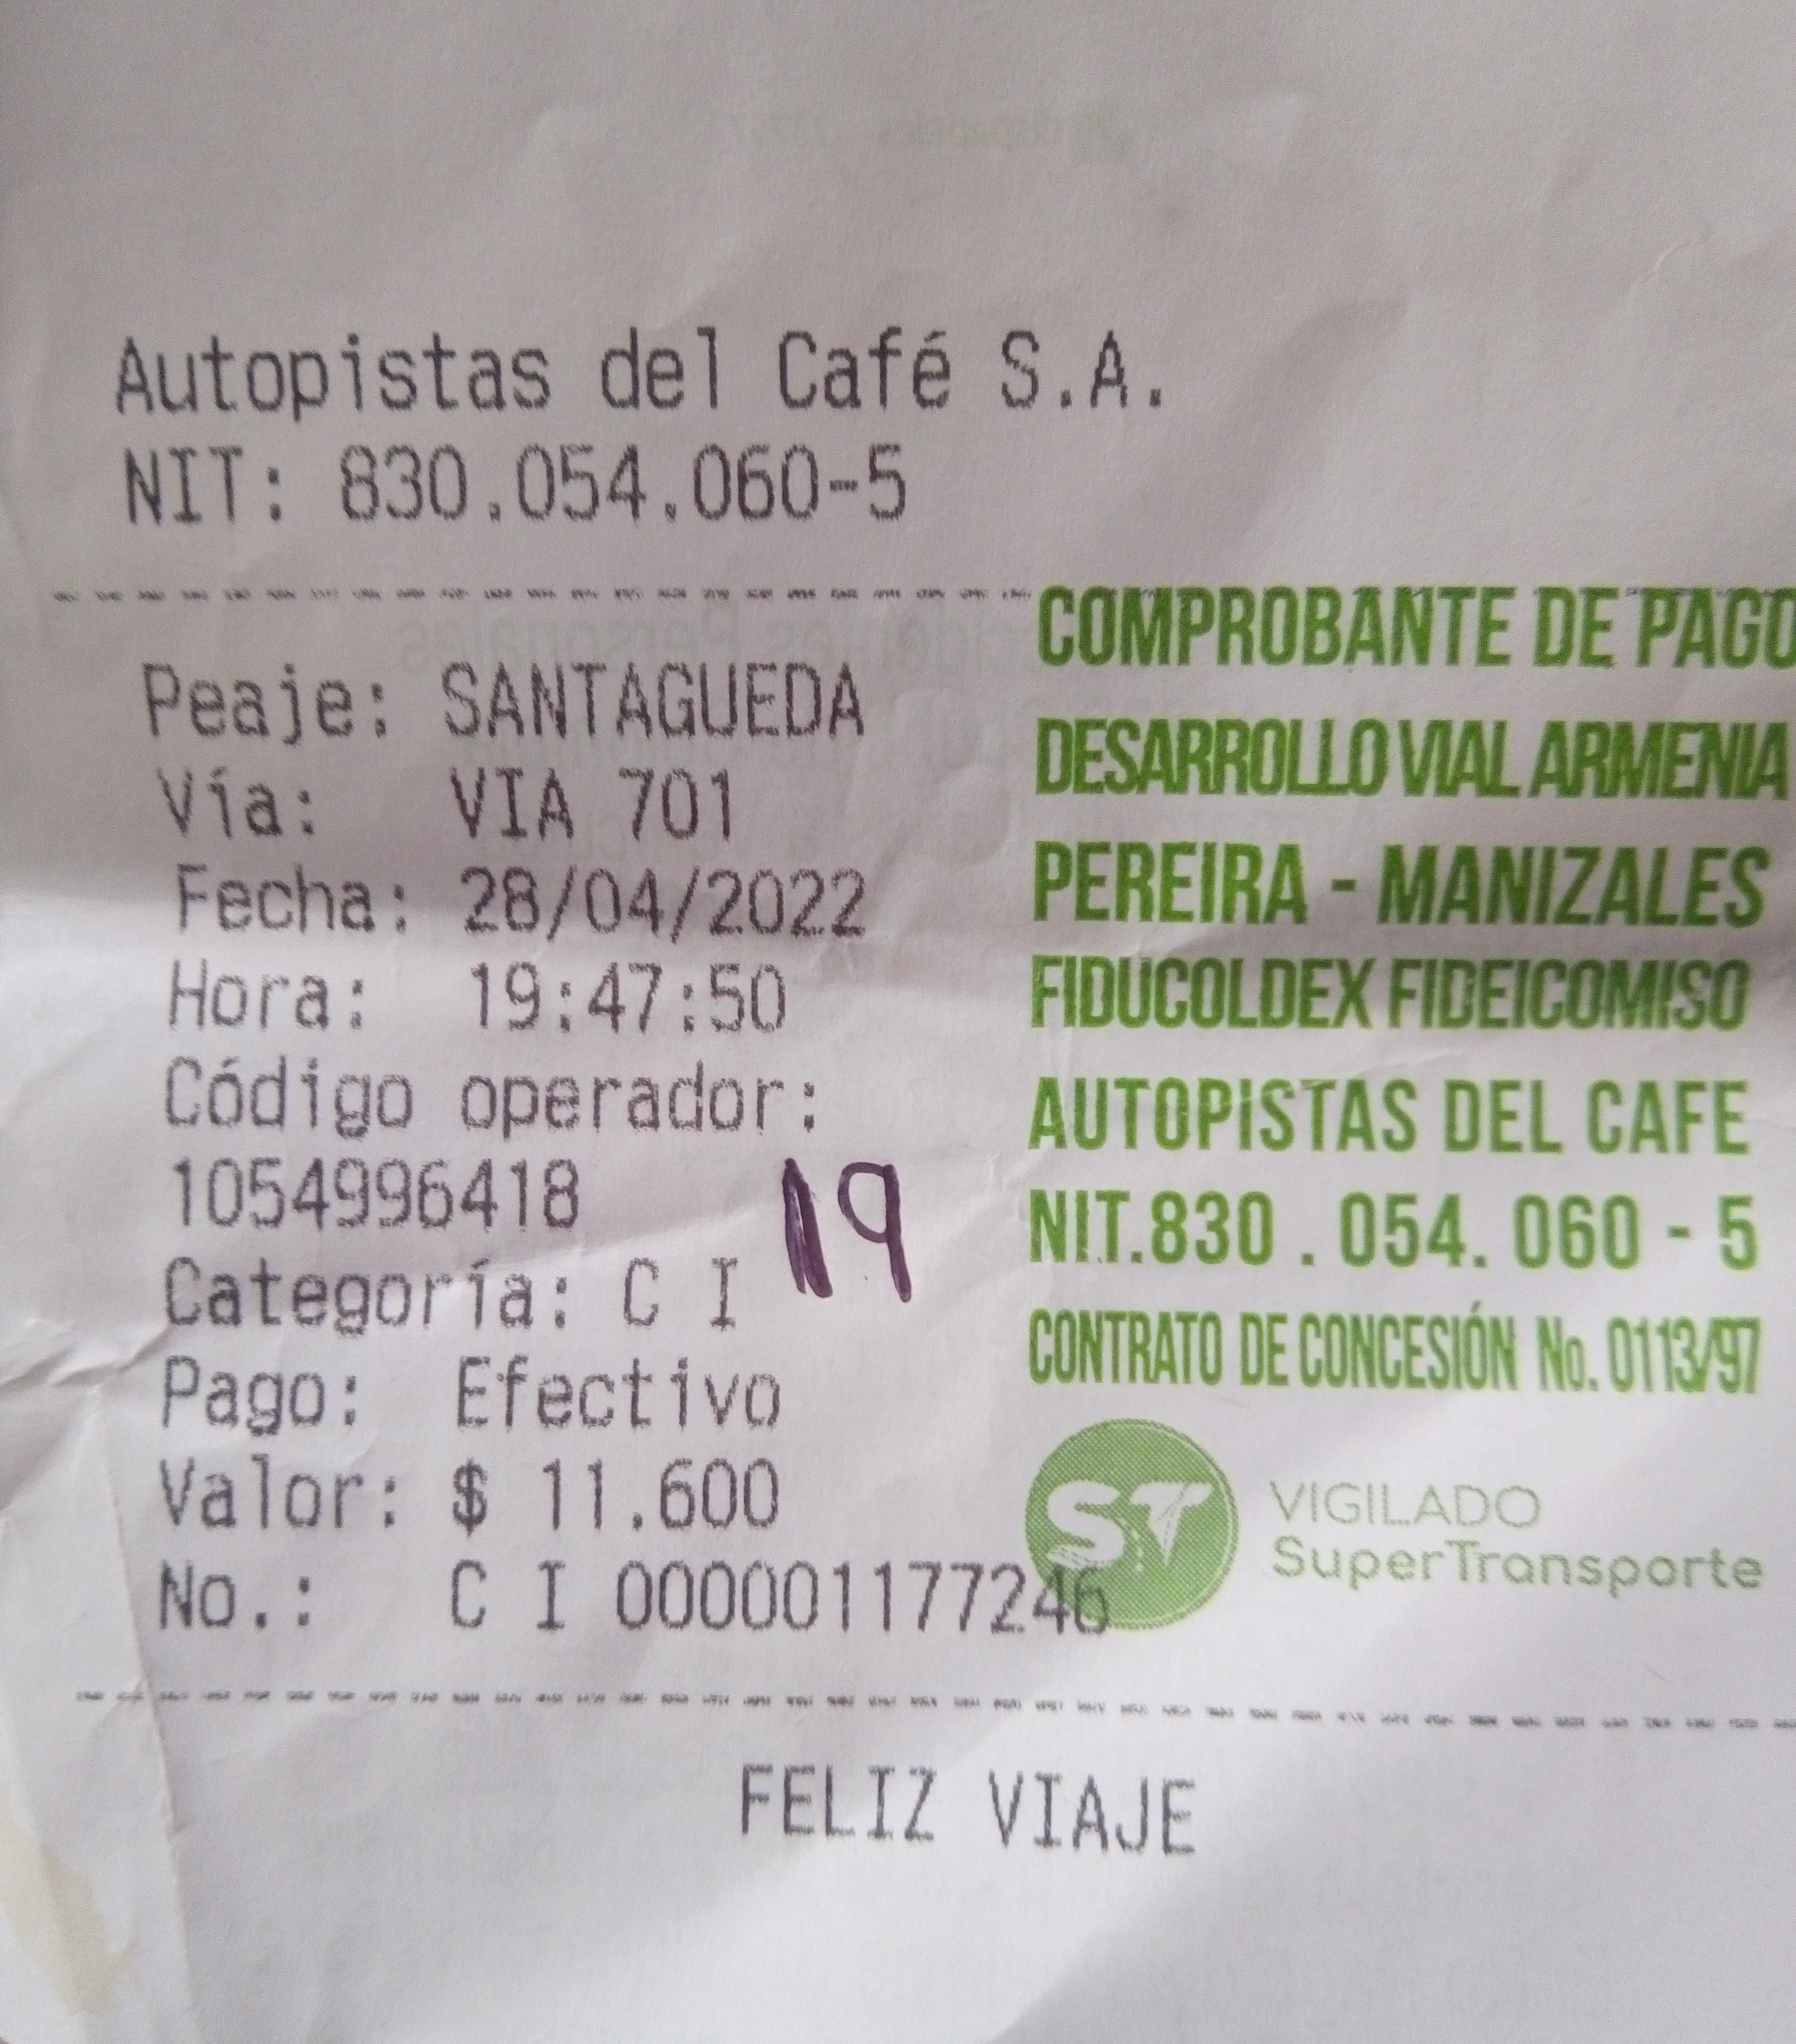 Autopistas del Café S.A.
NIT: 830.054.060-5
Peaje: SANTAGUEDA
Vía: VIA 701
Fecha: 28/04/2022
Hora: 19:47:50
Código operador:
1054996418
19
Categoría: C I
Pago: Efectivo
Valor: $ 11.600
No.: C I 000001177246
COMPROBANTE DE PAGO
DESARROLLO VIAL ARMENIA
PEREIRA - MANIZALES
FIDUCOLDEX FIDEICOMISO
AUTOPISTAS DEL CAFE
NIT.830 . 054. 060 - 5
CONTRATO DE CONCESIÓN No. 0113/97
ST
VIGILADO
SuperTransporte
FELIZ VIAJE